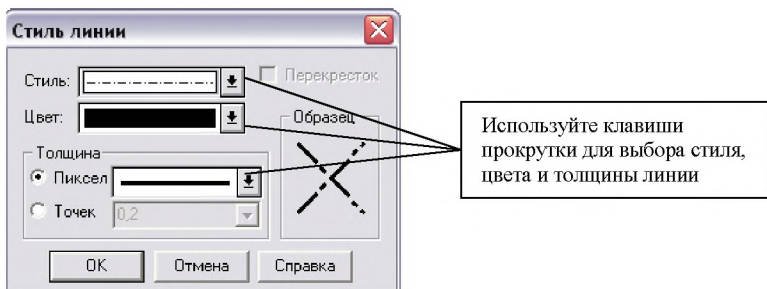 Стиль линии
Стиль:
Перекресток
Цвет:
Образец
Толщина
Пиксел
Точек
0,2
OK
Отмена
Справка
Используйте клавиши
прокрутки для выбора стиля,
цвета и толщины линии